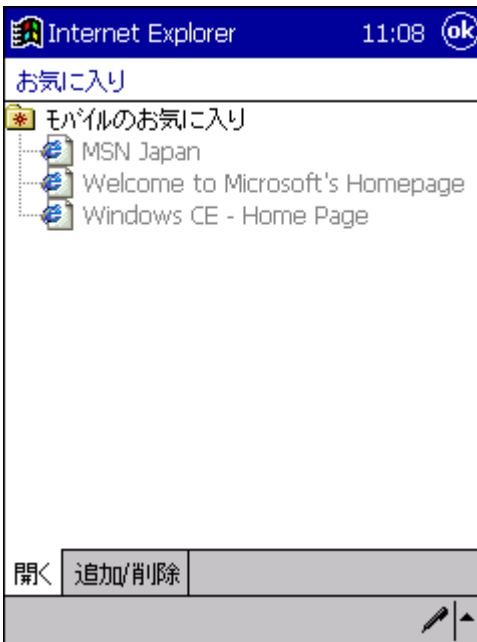 Internet Explorer 11:08 ok
お気に入り
モバイルのお気に入り
MSN Japan
Welcome to Microsoft's Homepage
Windows CE - Home Page
開く 追加/削除